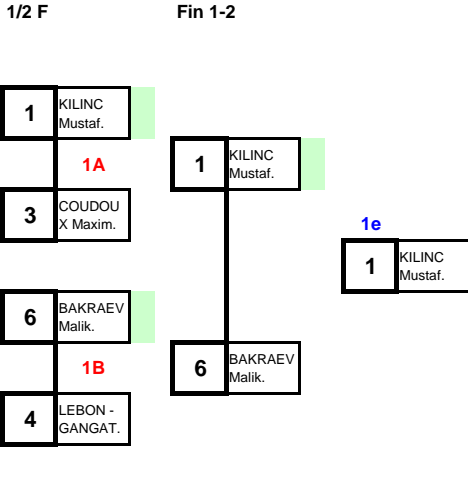 1/2 F
Fin 1-2
1
KILINC
Mustaf.
1A
3
COUDOU
X Maxim.
6
BAKRAEV
Malik.
1B
4
LEBON -
GANGAT.
1
KILINC
Mustaf.
6
BAKRAEV
Malik.
1e
1
KILINC
Mustaf.